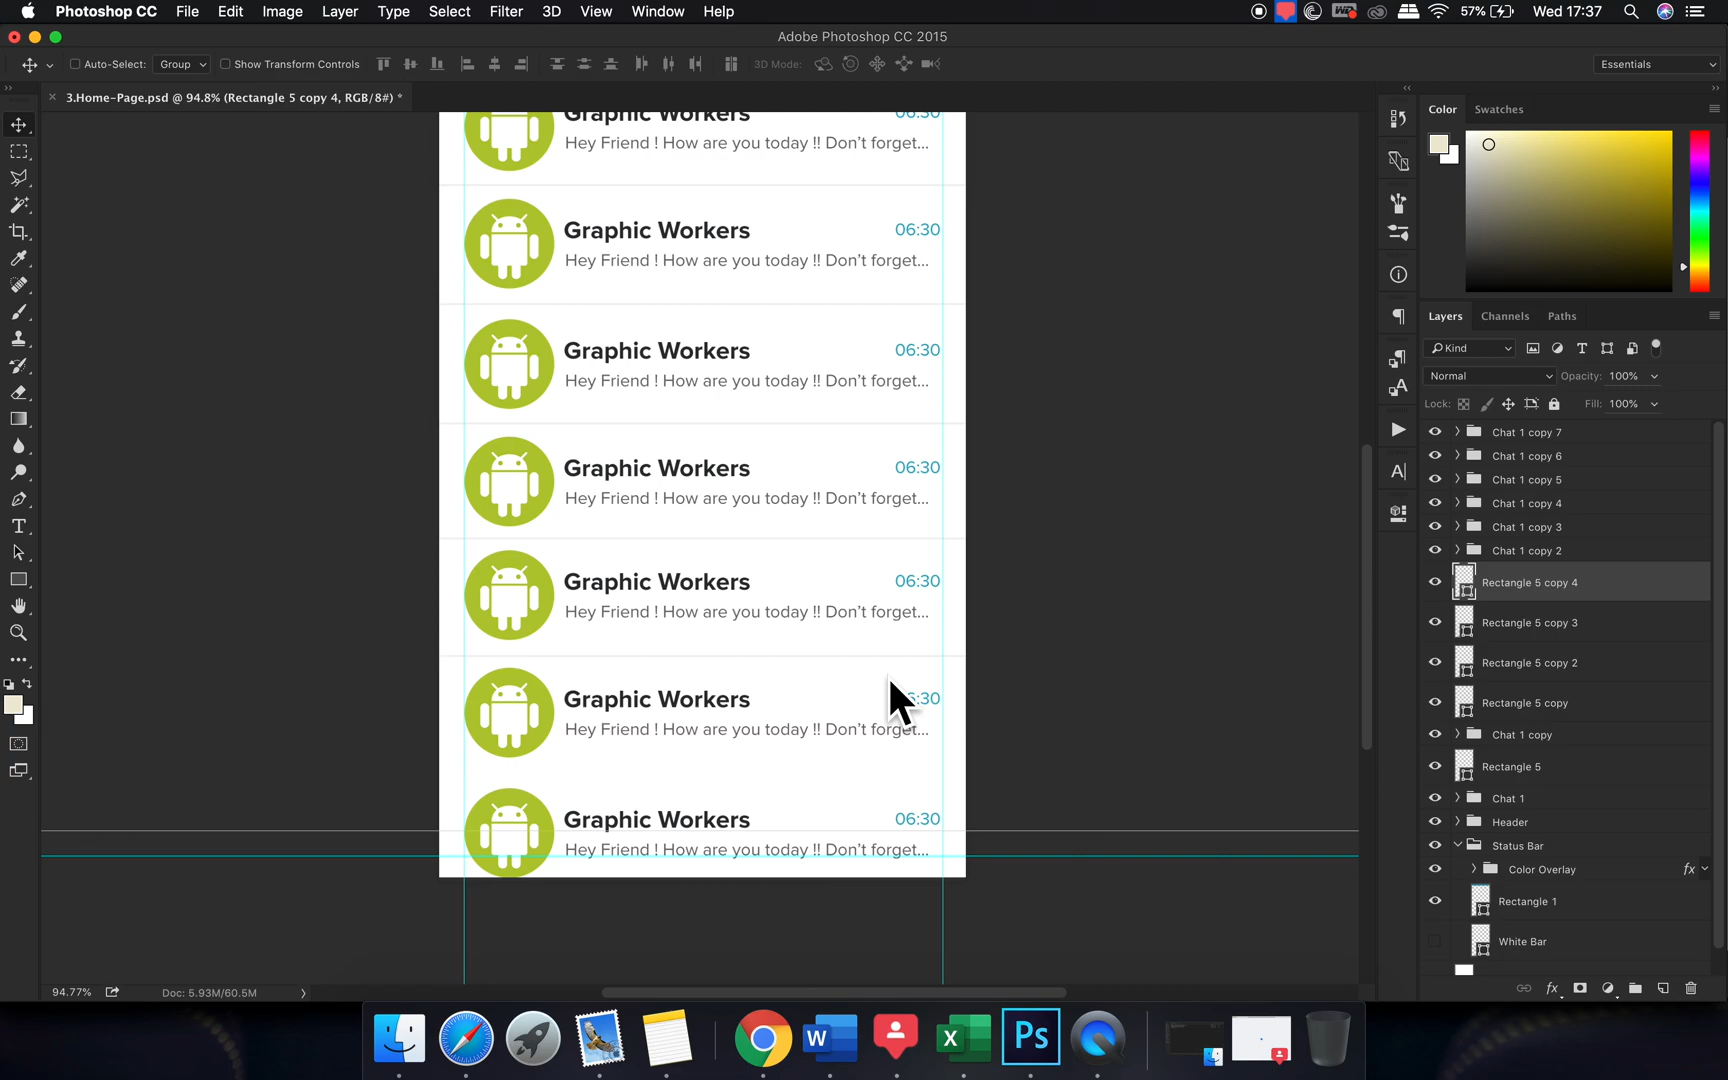 Photoshop CC File Edit Image Layer Type Select Filter 3D View Window Help 57% Wed 17:37
Adobe Photoshop CC 2015
Auto-Select: Group Show Transform Controls 3D Mode: Essentials
3.Home-Page.psd @ 94.8% (Rectangle 5 copy 4, RGB/8#) *
Graphic Workers 06:30
Hey Friend ! How are you today !! Don't forget...
Graphic Workers 06:30
Hey Friend ! How are you today !! Don't forget...
Graphic Workers 06:30
Hey Friend ! How are you today !! Don't forget...
Graphic Workers 06:30
Hey Friend ! How are you today !! Don't forget...
Graphic Workers 06:30
Hey Friend ! How are you today !! Don't forget...
Graphic Workers :30
Hey Friend ! How are you today !! Don't forget...
Graphic Workers 06:30
Hey Friend ! How are you today !! Don't forget...
94.77% Doc: 5.93M/60.5M
Color Swatches
Layers Channels Paths
Kind
Normal Opacity: 100%
Lock: Fill: 100%
Chat 1 copy 7
Chat 1 copy 6
Chat 1 copy 5
Chat 1 copy 4
Chat 1 copy 3
Chat 1 copy 2
Rectangle 5 copy 4
Rectangle 5 copy 3
Rectangle 5 copy 2
Rectangle 5 copy
Chat 1 copy
Rectangle 5
Chat 1
Header
Status Bar
Color Overlay fx
Rectangle 1
White Bar
fx
W X Ps